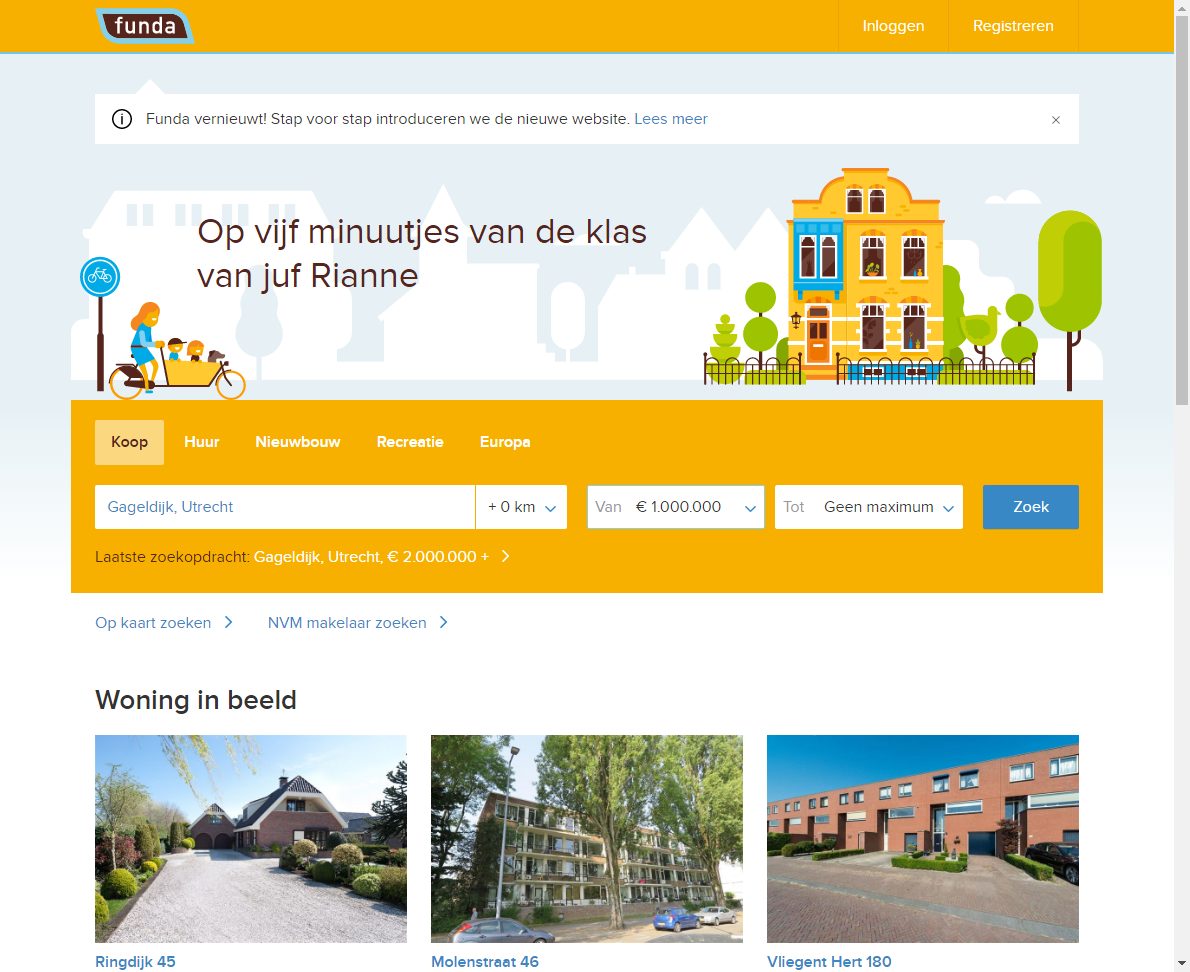 funda
Inloggen
Registreren
Funda vernieuwt! Stap voor stap introduceren we de nieuwe website. Lees meer
Op vijf minuutjes van de klas
van juf Rianne
Koop
Huur
Nieuwbouw
Recreatie
Europa
Gageldijk, Utrecht
+ 0 km
Van € 1.000.000
Tot Geen maximum
Zoek
Laatste zoekopdracht: Gageldijk, Utrecht, € 2.000.000 +
Op kaart zoeken
NVM makelaar zoeken
Woning in beeld
Ringdijk 45
Molenstraat 46
Vliegent Hert 180